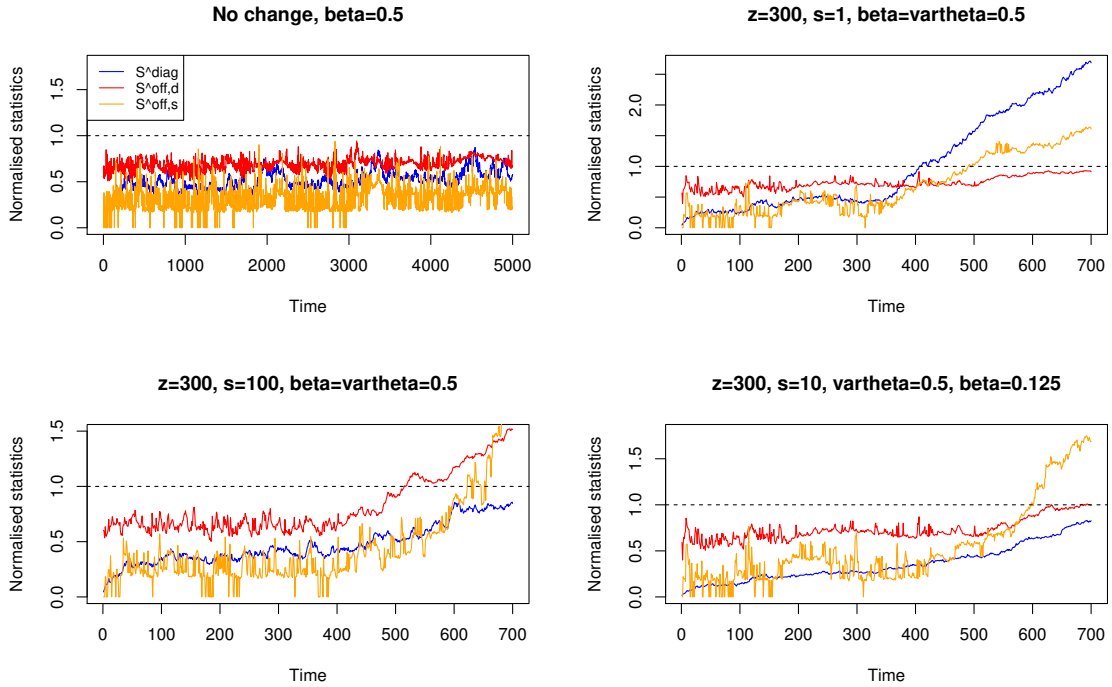 No change, beta=0.5
Normalised statistics
1.5
1.0
0.5
0.0
S^diag
S^off,d
S^off,s
0 1000 2000 3000 4000 5000
Time
z=300, s=1, beta=vartheta=0.5
Normalised statistics
2.0
1.0
0.0
0 100 200 300 400 500 600 700
Time
z=300, s=100, beta=vartheta=0.5
Normalised statistics
1.5
1.0
0.5
0.0
0 100 200 300 400 500 600 700
Time
z=300, s=10, vartheta=0.5, beta=0.125
Normalised statistics
1.5
1.0
0.5
0.0
0 100 200 300 400 500 600 700
Time